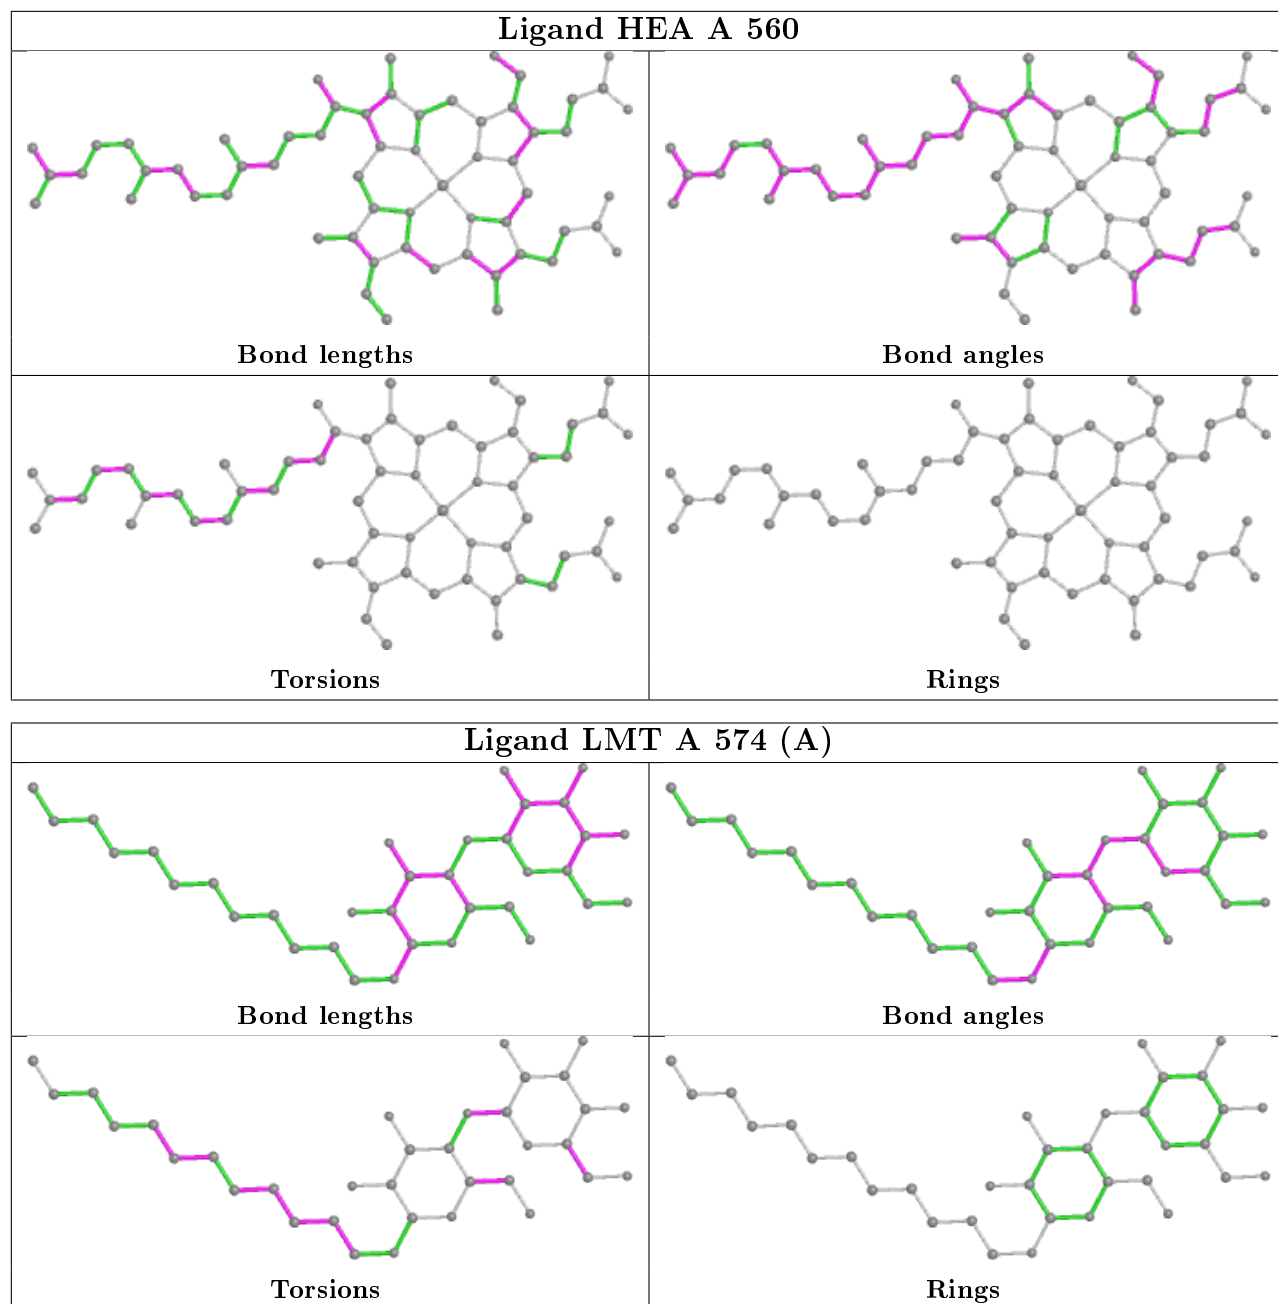 Ligand HEA A 560
Bond lengths
Bond angles
Torsions
Rings
Ligand LMT A 574 (A)
Bond lengths
Bond angles
Torsions
Rings